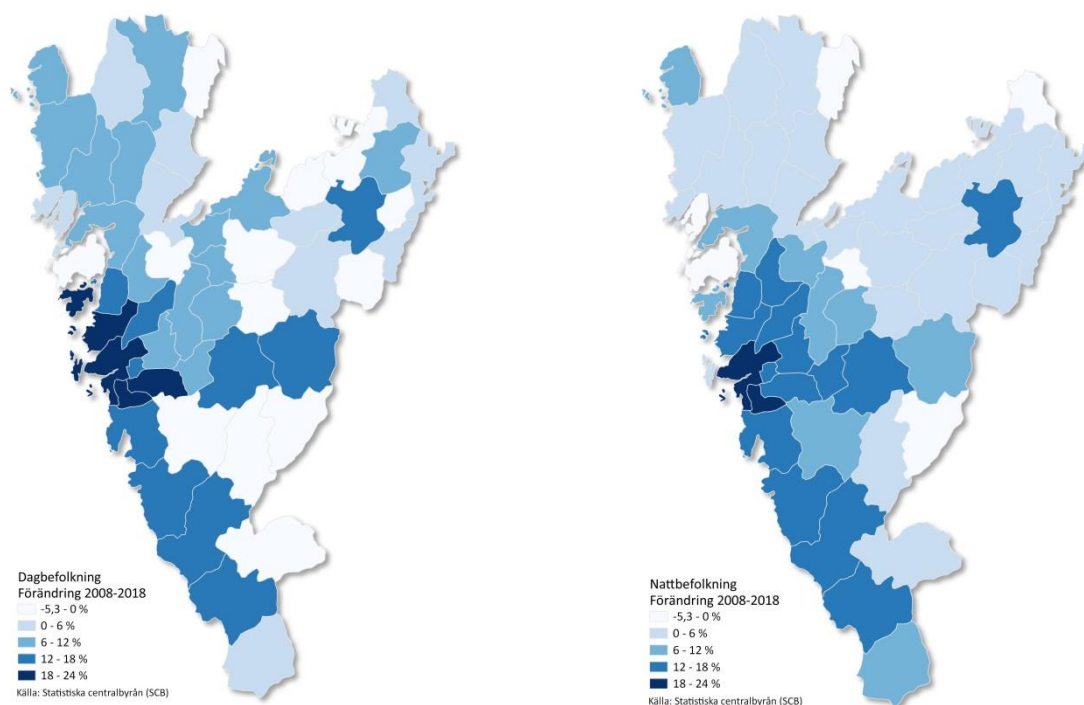 Dagbefolkning
Förändring 2008-2018
-5,3 - 0 %
0 - 6 %
6 - 12 %
12 - 18 %
18 - 24 %
Källa: Statistiska centralbyrån (SCB)
Nattbefolkning
Förändring 2008-2018
-5,3 - 0 %
0 - 6 %
6 - 12 %
12 - 18 %
18 - 24 %
Källa: Statistiska centralbyrån (SCB)